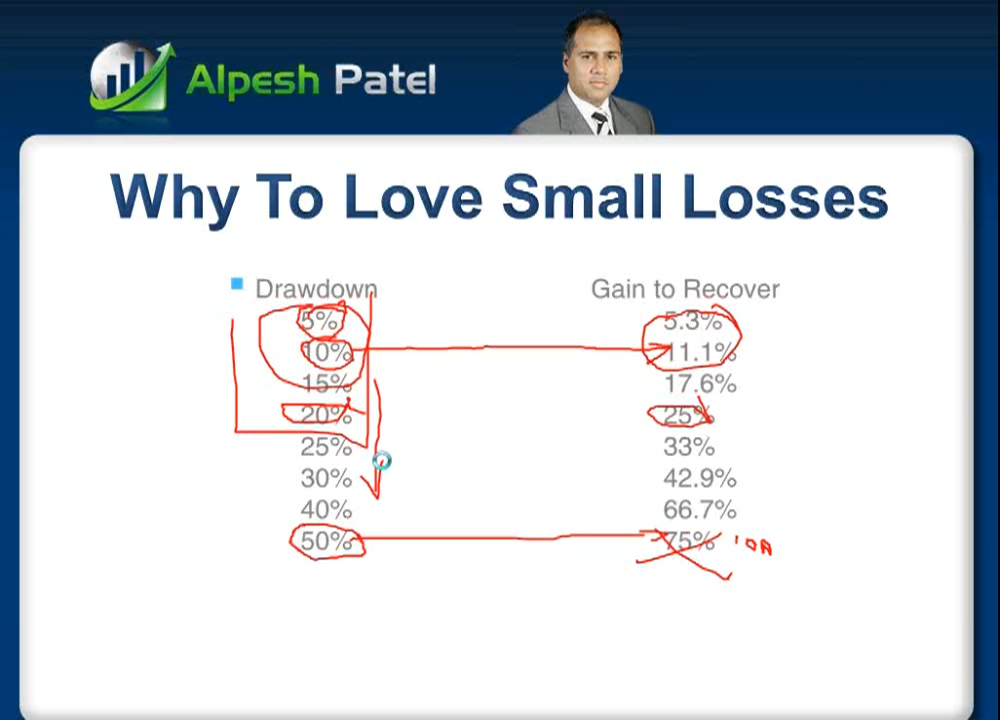 Alpesh Patel
Why To Love Small Losses
Drawdown Gain to Recover
5% 5.3%
10% 11.1%
15% 17.6%
20% 25%
25% 33%
30% 42.9%
40% 66.7%
50% 75%